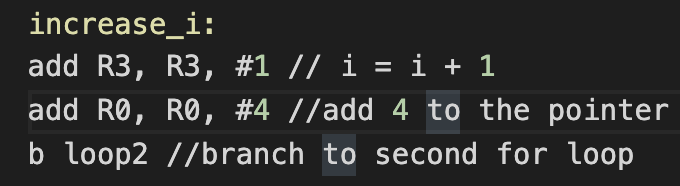 increase_i:
add R3, R3, #1 // i = i + 1
add R0, R0, #4 //add 4 to the pointer
b loop2 //branch to second for loop